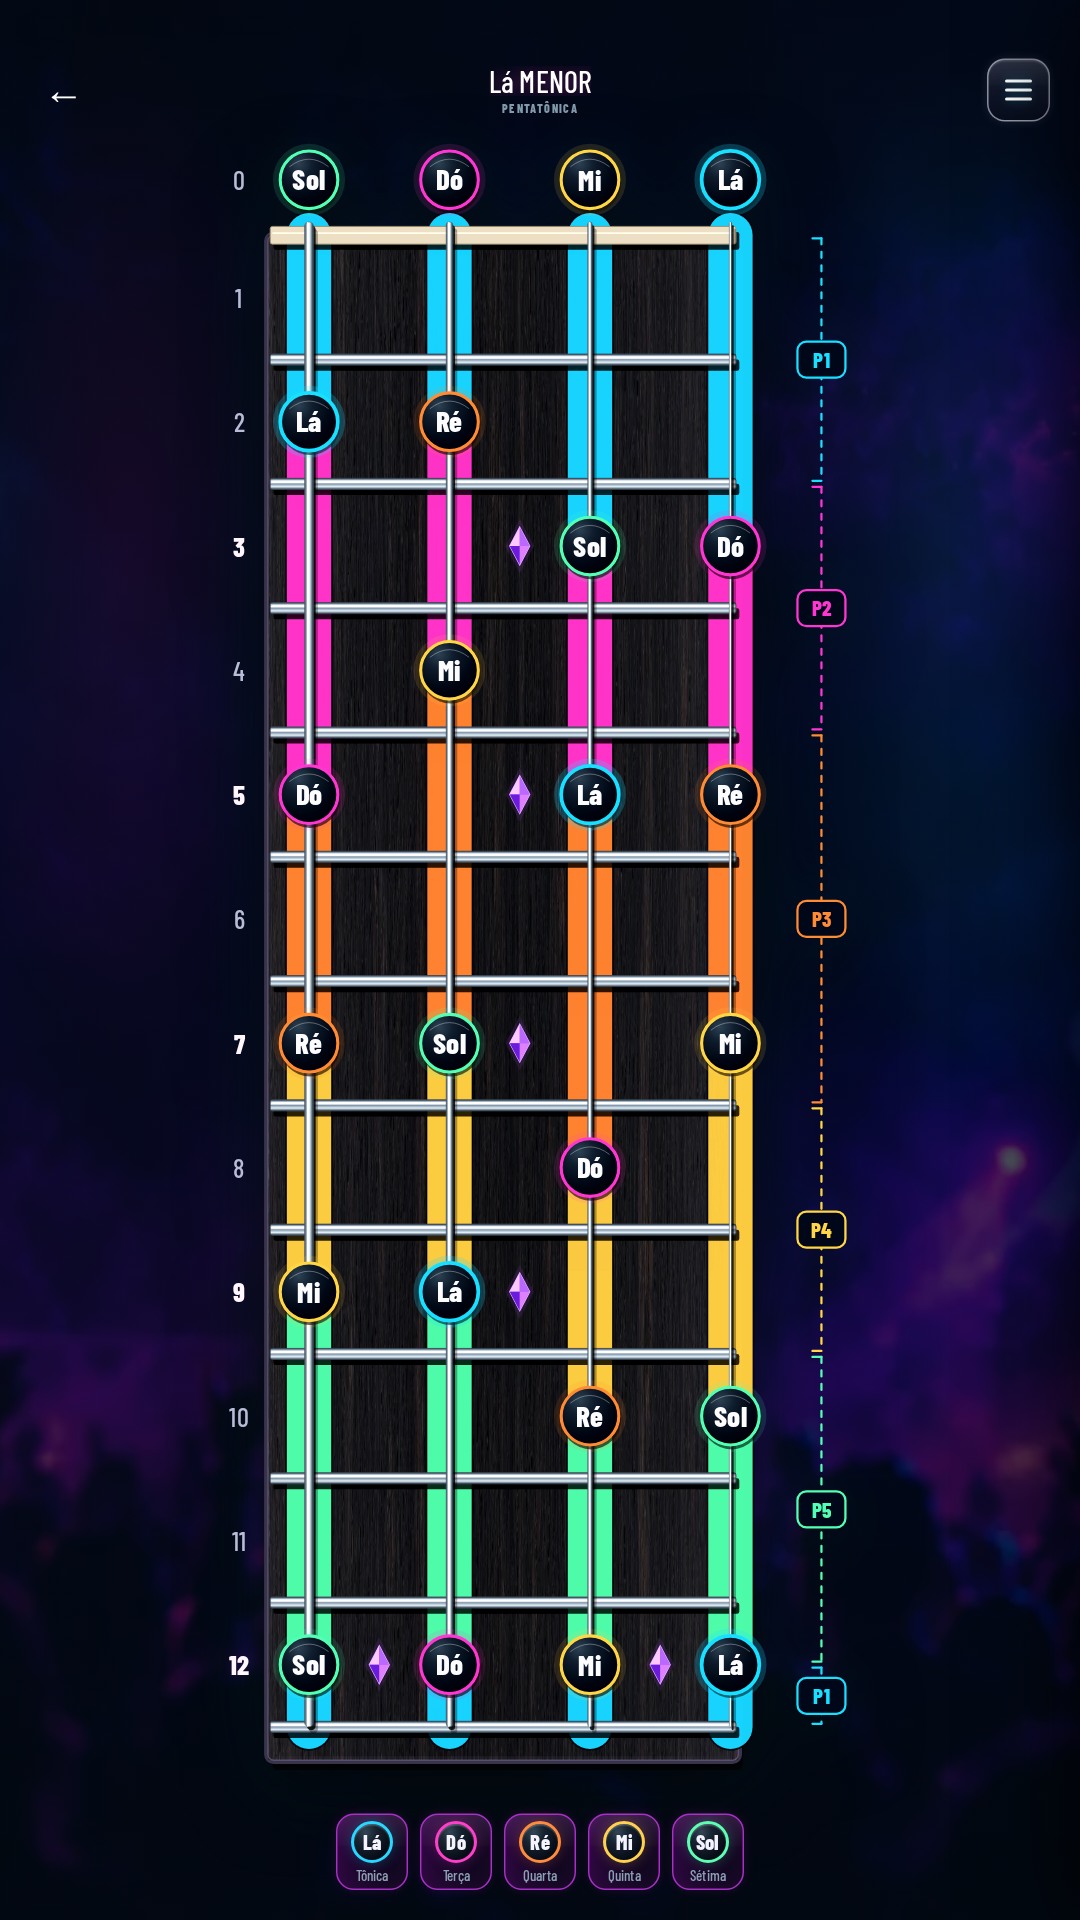 ←
Lá MENOR
PENTATÔNICA
0 Sol Dó Mi Lá
1
P1
2 Lá Ré
3 Sol Dó
P2
4 Mi
5 Dó Lá Ré
6 P3
7 Ré Sol Mi
8 Dó
P4
9 Mi Lá
10 Ré Sol
P5
11
12 Sol Dó Mi Lá
P1
Lá Dó Ré Mi Sol
Tônica Terça Quarta Quinta Sétima